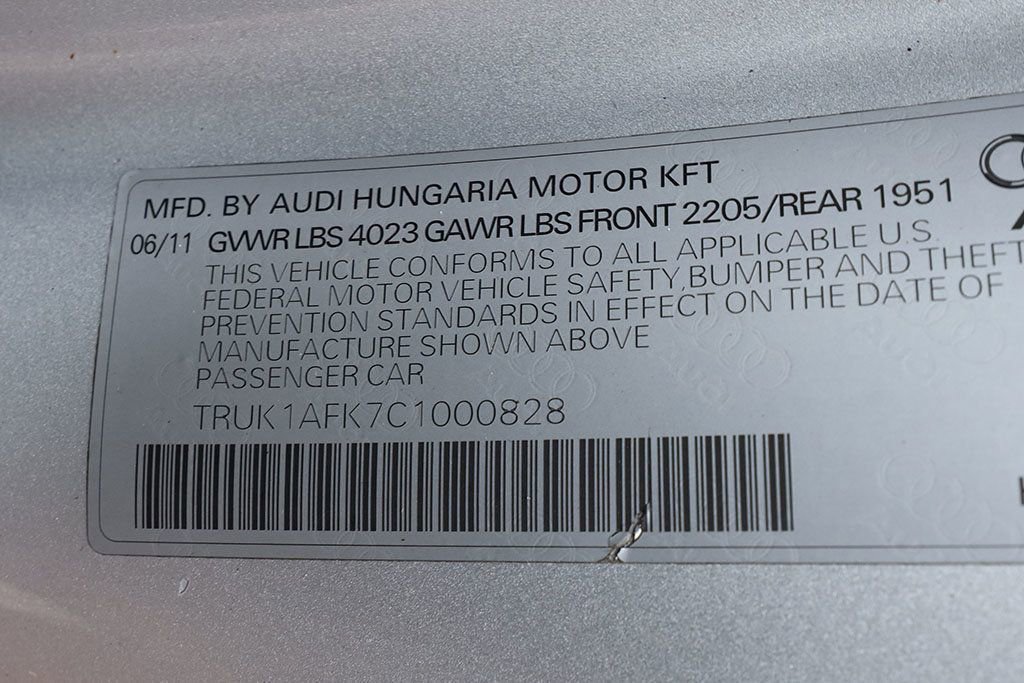 MFD. BY AUDI HUNGARIA MOTOR KFT
06/11 GVWR LBS 4023 GAWR LBS FRONT 2205/REAR 1951
THIS VEHICLE CONFORMS TO ALL APPLICABLE U.S.
FEDERAL MOTOR VEHICLE SAFETY,BUMPER AND THEFT
PREVENTION STANDARDS IN EFFECT ON THE DATE OF
MANUFACTURE SHOWN ABOVE
PASSENGER CAR
TRUK1AFK7C1000828